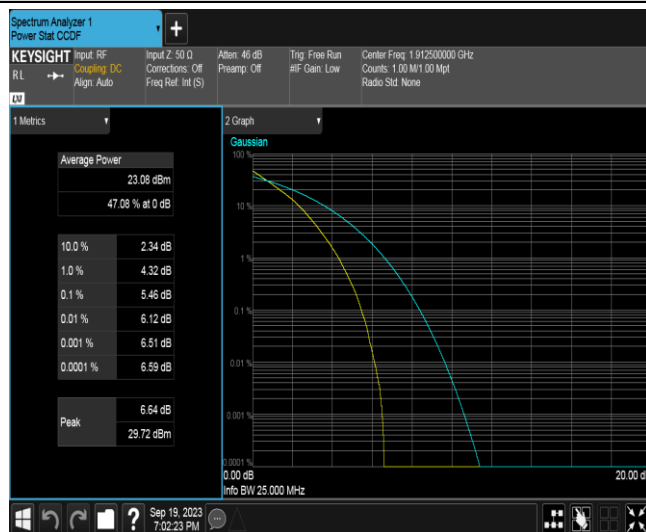 Spectrum Analyzer 1
Power Stat CCDF
+
KEYSIGHT
RL
LXI
Input: RF
Coupling: DC
Align: Auto
Input Z: 50 Ω
Corrections: Off
Freq Ref: Int (S)
Atten: 46 dB
Preamp: Off
Trig: Free Run
#IF Gain: Low
Center Freq: 1.912500000 GHz
Counts: 1.00 M/1.00 Mpt
Radio Std: None
1 Metrics
Average Power
23.08 dBm
47.08 % at 0 dB
10.0 % 2.34 dB
1.0 % 4.32 dB
0.1 % 5.46 dB
0.01 % 6.12 dB
0.001 % 6.51 dB
0.0001 % 6.59 dB
Peak
6.64 dB
29.72 dBm
2 Graph
Gaussian
100 %
10 %
1 %
0.1 %
0.01 %
0.001 %
0.0001 %
0.00 dB
20.00 d
Info BW 25.000 MHz
?
Sep 19, 2023
7:02:23 PM